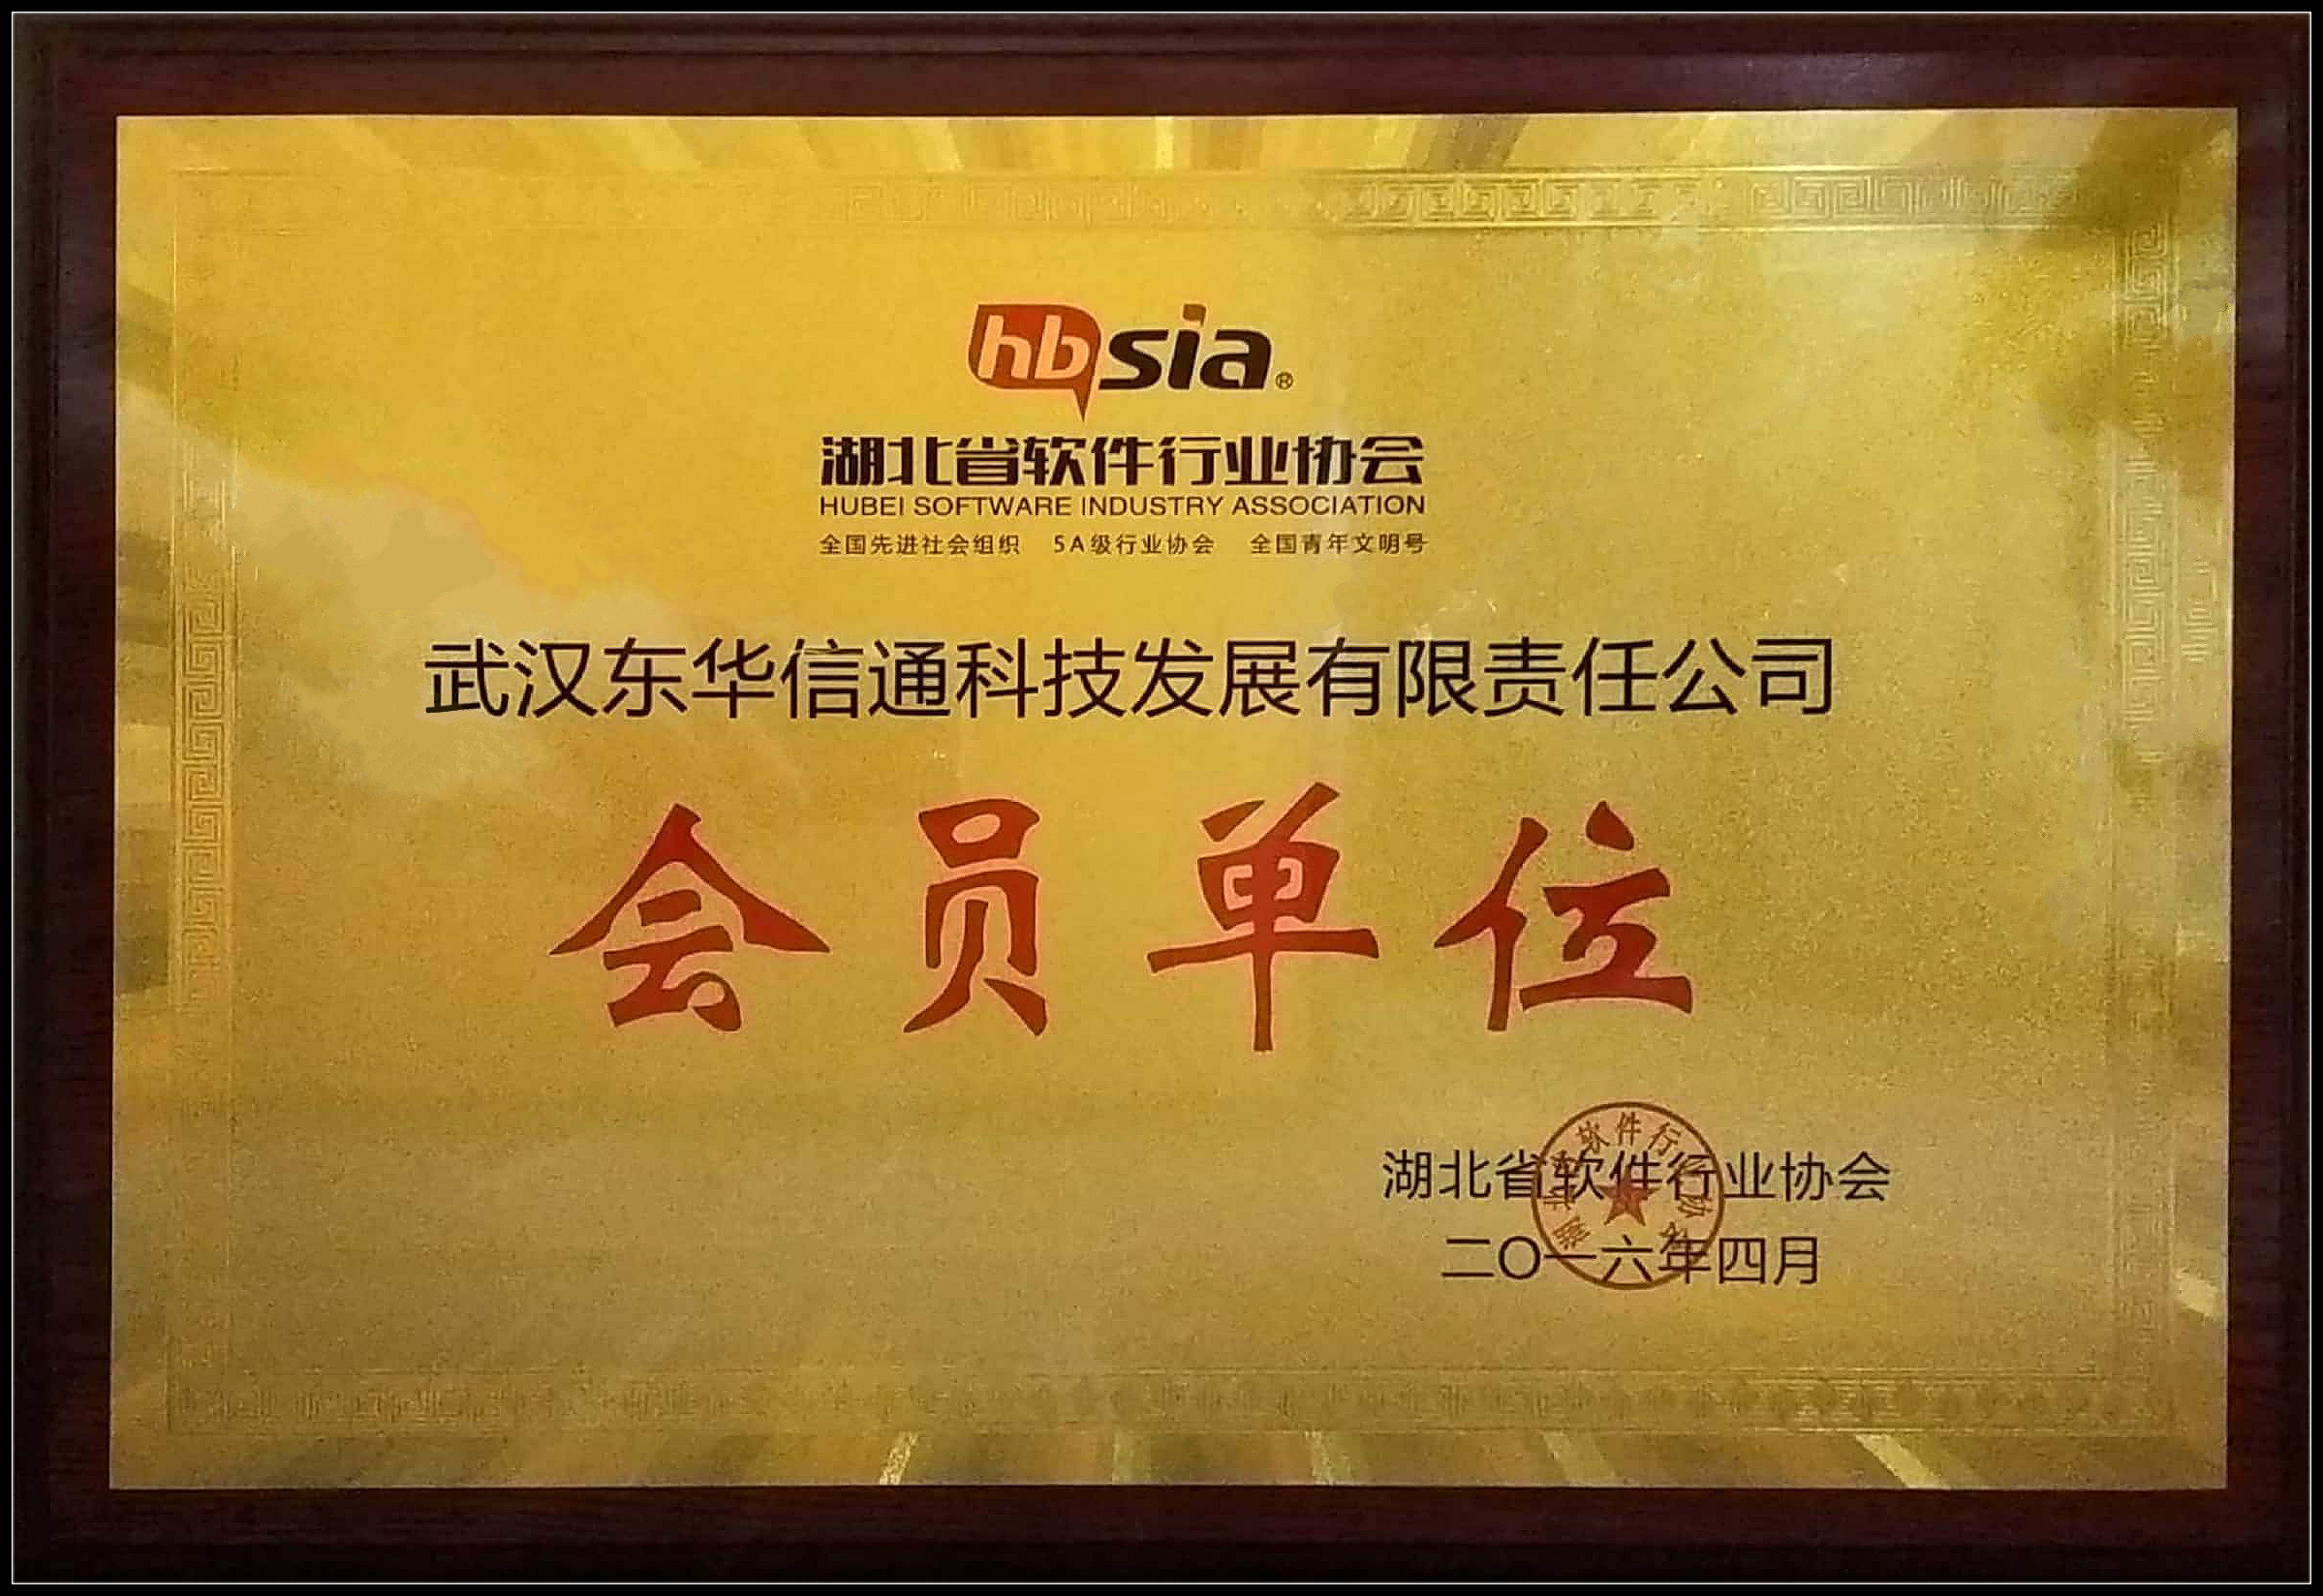 hbsia®
湖北省软件行业协会
HUBEI SOFTWARE INDUSTRY ASSOCIATION
全国先进社会组织 5A级行业协会 全国青年文明号
武汉东华信通科技发展有限责任公司
会员单位
湖北省软件行业协会
二〇一六年四月